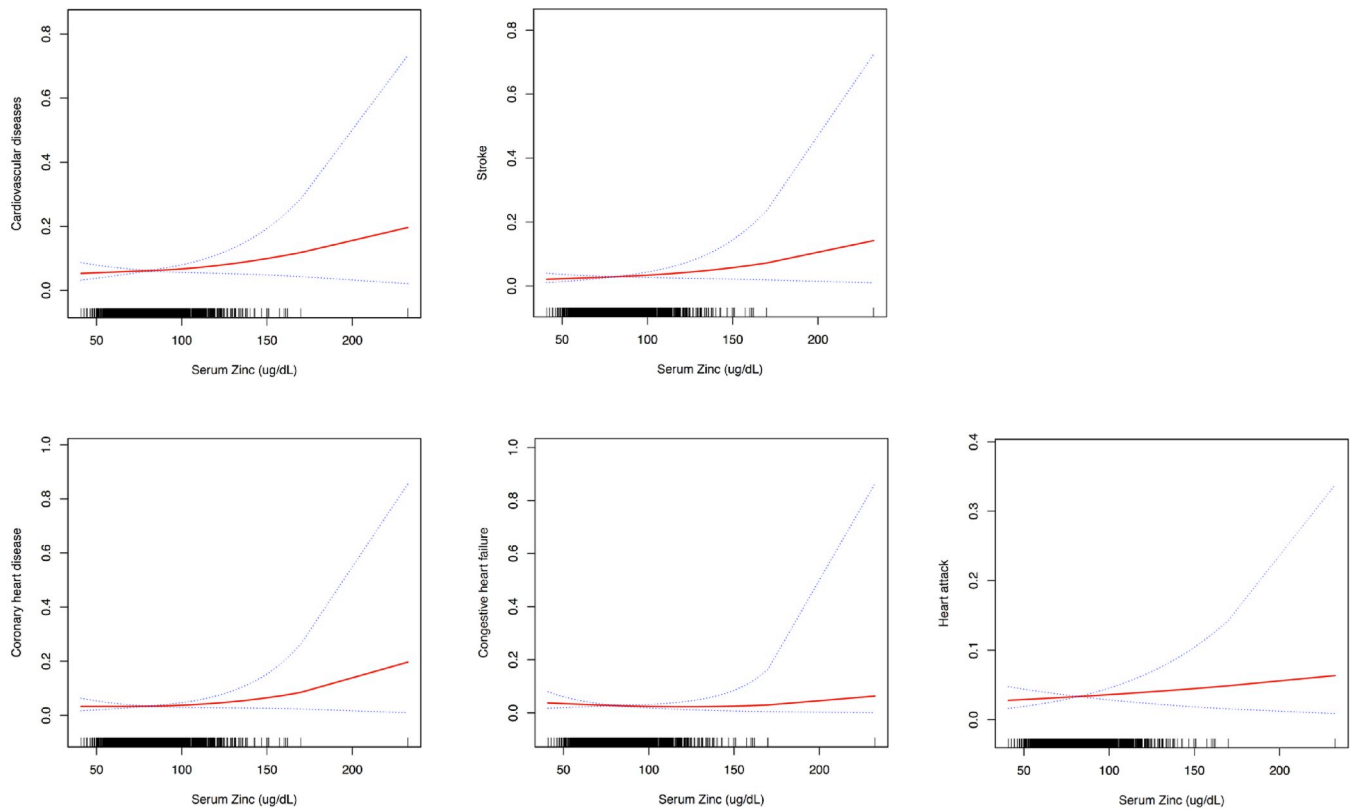 Cardiovascular diseases
0.8
0.6
0.4
0.2
0.0
50 100 150 200
Serum Zinc (ug/dL)
Stroke
0.8
0.6
0.4
0.2
0.0
50 100 150 200
Serum Zinc (ug/dL)
Coronary heart disease
1.0
0.8
0.6
0.4
0.2
0.0
50 100 150 200
Serum Zinc (ug/dL)
Congestive heart failure
1.0
0.8
0.6
0.4
0.2
0.0
50 100 150 200
Serum Zinc (ug/dL)
Heart attack
0.4
0.3
0.2
0.1
0.0
50 100 150 200
Serum Zinc (ug/dL)